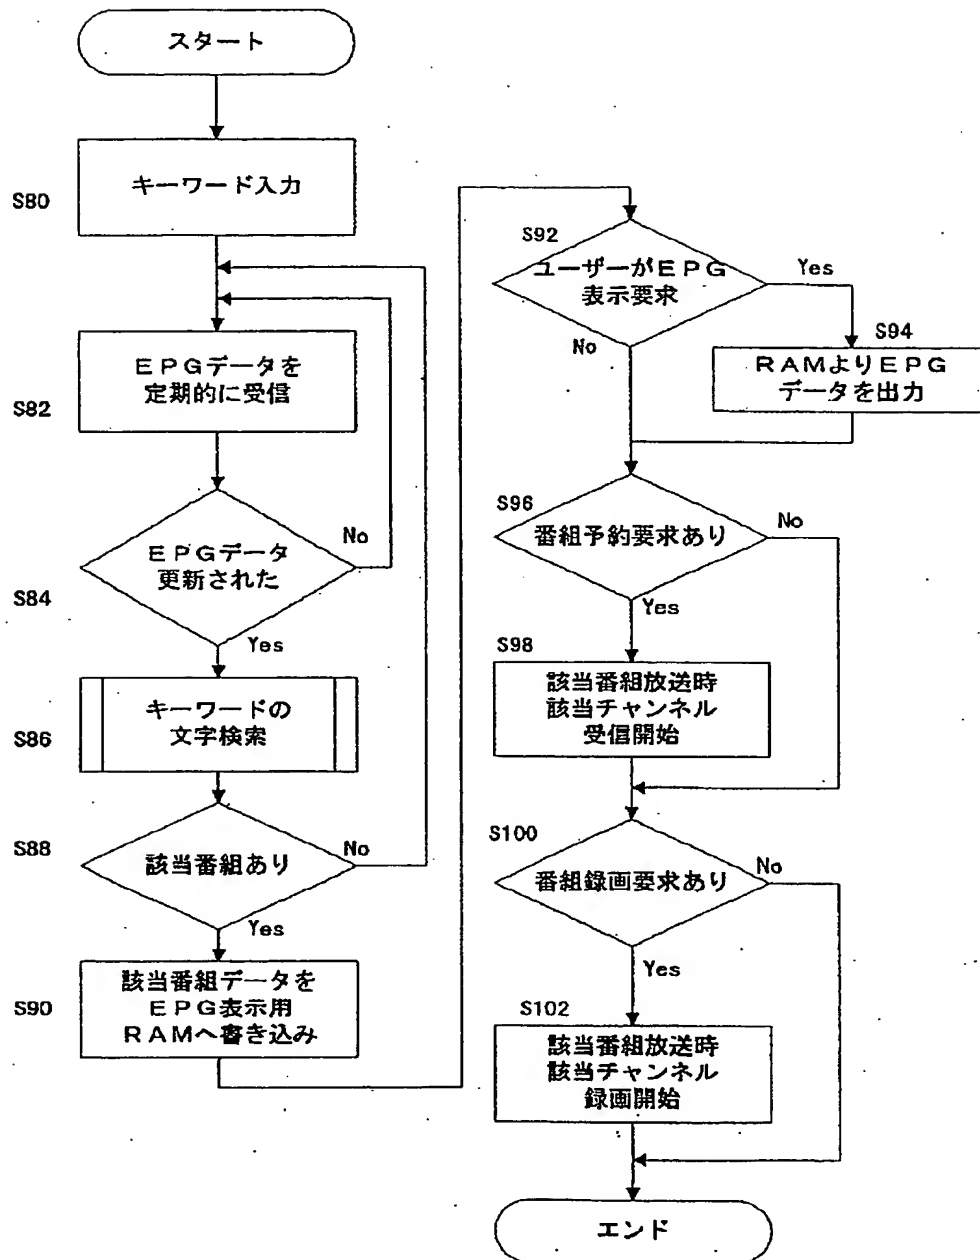 スタート
S80
キーワード入力
S82
EPGデータを
定期的に受信
S84
EPGデータ
更新された
No
Yes
S86
キーワードの
文字検索
S88
該当番組あり
No
Yes
S90
該当番組データを
EPG表示用
RAMへ書き込み
S92
ユーザーがEPG
表示要求
Yes
No
S94
RAMよりEPG
データを出力
S96
番組予約要求あり
No
Yes
S98
該当番組放送時
該当チャンネル
受信開始
S100
番組録画要求あり
No
Yes
S102
該当番組放送時
該当チャンネル
録画開始
エンド